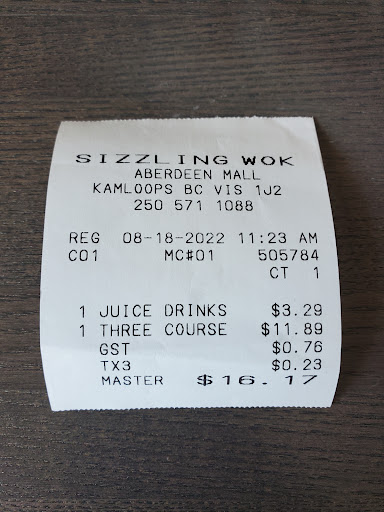 SIZZLING WOK
ABERDEEN MALL
KAMLOOPS BC VIS 1J2
250 571 1088
REG 08-18-2022 11:23 AM
C01 MC#01 505784
CT 1
1 JUICE DRINKS $3.29
1 THREE COURSE $11.89
GST $0.76
TX3 $0.23
MASTER $16.17